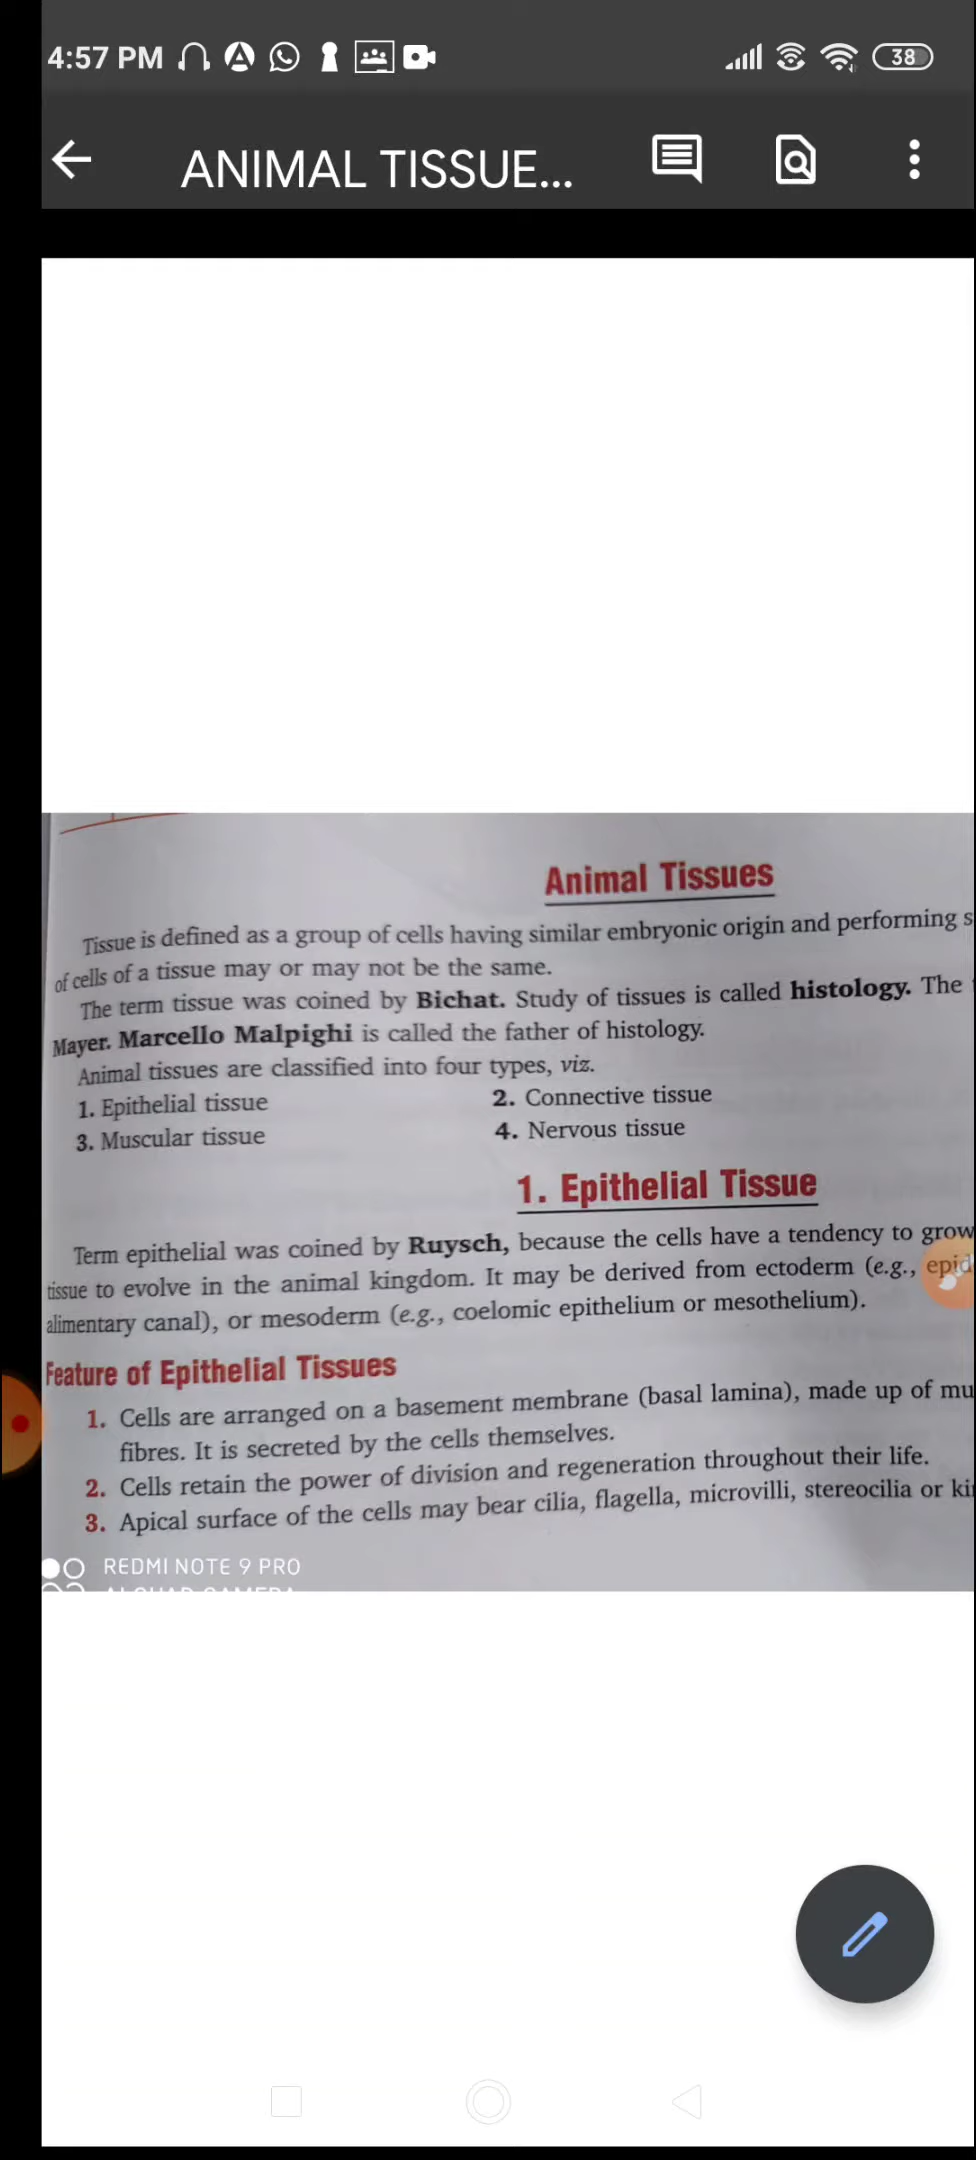 4:57 PM
38
ANIMAL TISSUE...
Animal Tissues
Tissue is defined as a group of cells having similar embryonic origin and performing s
of cells of a tissue may or may not be the same.
The term tissue was coined by Bichat. Study of tissues is called histology. The
Mayer. Marcello Malpighi is called the father of histology.
Animal tissues are classified into four types, viz.
1. Epithelial tissue 2. Connective tissue
3. Muscular tissue 4. Nervous tissue
1. Epithelial Tissue
Term epithelial was coined by Ruysch, because the cells have a tendency to grow
tissue to evolve in the animal kingdom. It may be derived from ectoderm (e.g., epid
alimentary canal), or mesoderm (e.g., coelomic epithelium or mesothelium).
Feature of Epithelial Tissues
1. Cells are arranged on a basement membrane (basal lamina), made up of mu
fibres. It is secreted by the cells themselves.
2. Cells retain the power of division and regeneration throughout their life.
3. Apical surface of the cells may bear cilia, flagella, microvilli, stereocilia or ki
REDMI NOTE 9 PRO